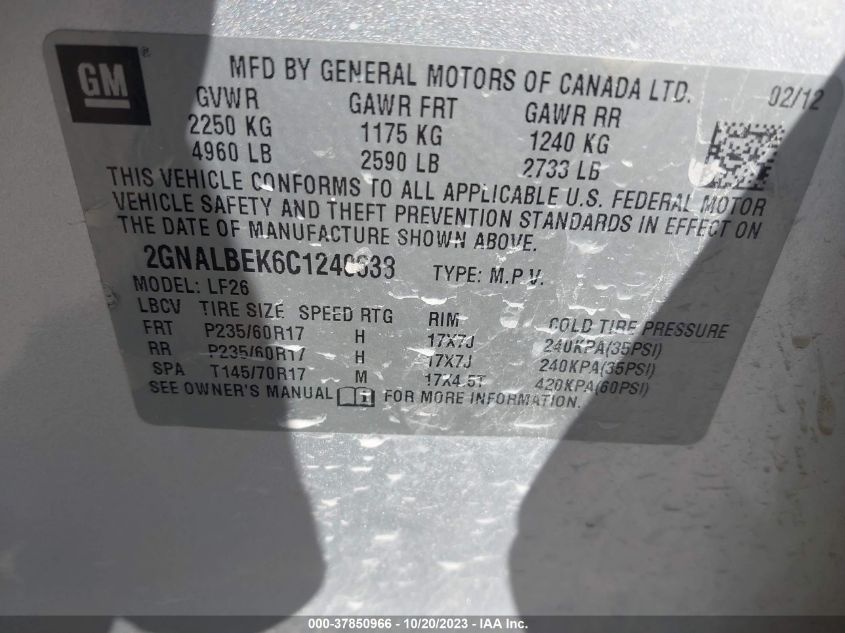 GM ®
MFD BY GENERAL MOTORS OF CANADA LTD. 02/12
GVWR GAWR FRT GAWR RR
2250 KG 1175 KG 1240 KG
4960 LB 2590 LB 2733 LB
THIS VEHICLE CONFORMS TO ALL APPLICABLE U.S. FEDERAL MOTOR
VEHICLE SAFETY AND THEFT PREVENTION STANDARDS IN EFFECT ON
THE DATE OF MANUFACTURE SHOWN ABOVE.
TYPE: M.P.V.
MODEL: LF26
LBCV TIRE SIZE SPEED RTG RIM COLD TIRE PRESSURE
FRT P235/60R17 H 17X7J 240KPA(35PSI)
RR P235/60R17 H 17X7J 240KPA(35PSI)
SPA T145/70R17 M 17X4.5T 420KPA(60PSI)
SEE OWNER'S MANUAL FOR MORE INFORMATION.
000-37850966 - 10/20/2023 - IAA Inc.